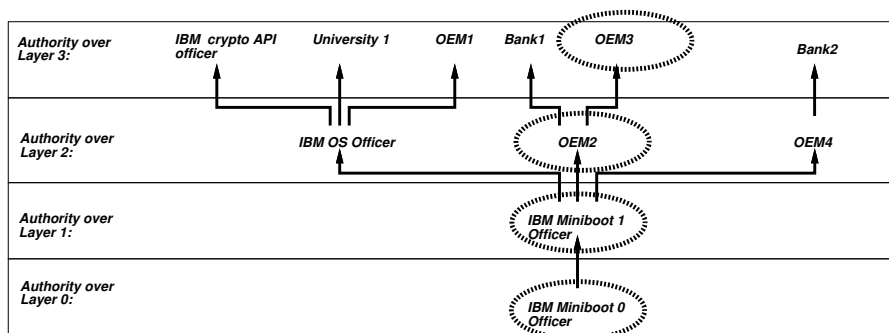 Authority over
Layer 3:
IBM crypto API
officer
University 1
OEM1
Bank1
OEM3
Bank2
Authority over
Layer 2:
IBM OS Officer
OEM2
OEM4
Authority over
Layer 1:
IBM Miniboot 1
Officer
Authority over
Layer 0:
IBM Miniboot 0
Officer